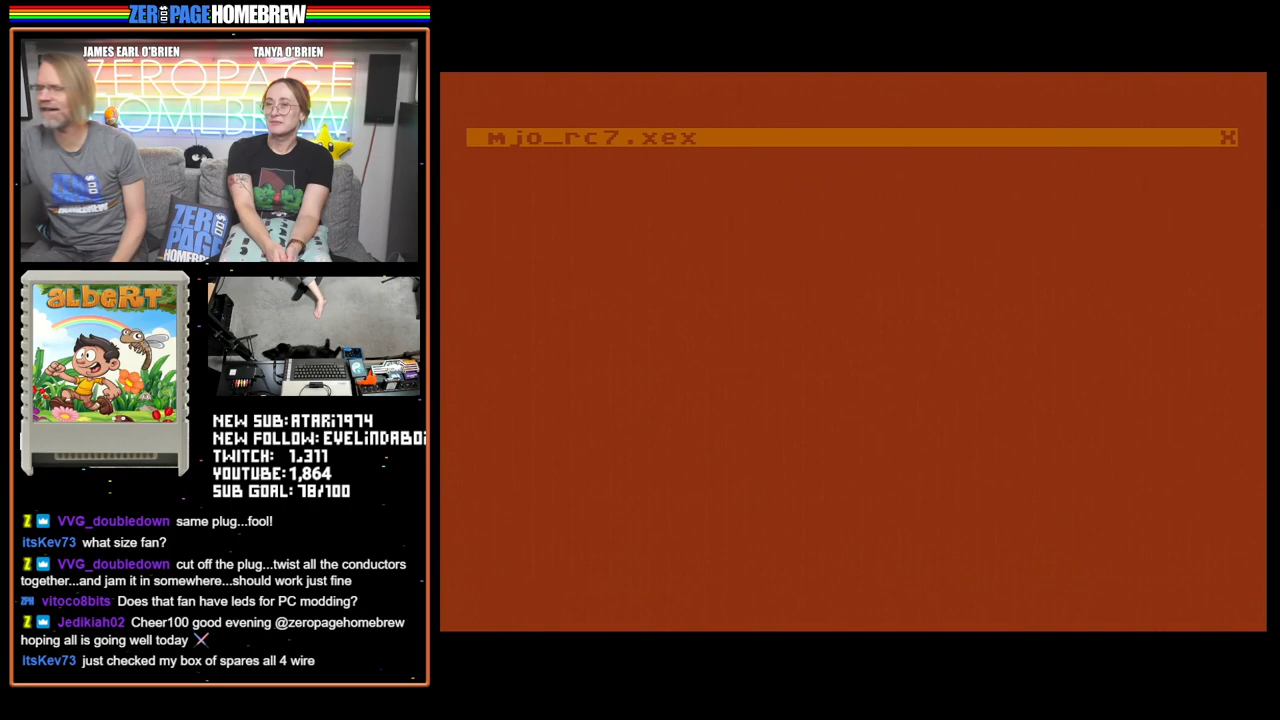 ZEROPAGE HOMEBREW
JAMES EARL O'BRIEN
TANYA O'BRIEN
ZEROPAGE
HOMEBREW
ZERO
PAGE
HOMEBREW
mjo_rc7.xex X
albert
NEW SUB: ATARI1974
NEW FOLLOW: EVELINDABOI
TWITCH: 1,311
YOUTUBE: 1,864
SUB GOAL: 78/100
VVG_doubledown same plug...fool!
itsKev73 what size fan?
VVG_doubledown cut off the plug...twist all the conductors
together...and jam it in somewhere...should work just fine
ZPH vitoco8bits Does that fan have leds for PC modding?
Jedikiah02 Cheer100 good evening @zeropagehomebrew
hoping all is going well today
itsKev73 just checked my box of spares all 4 wire